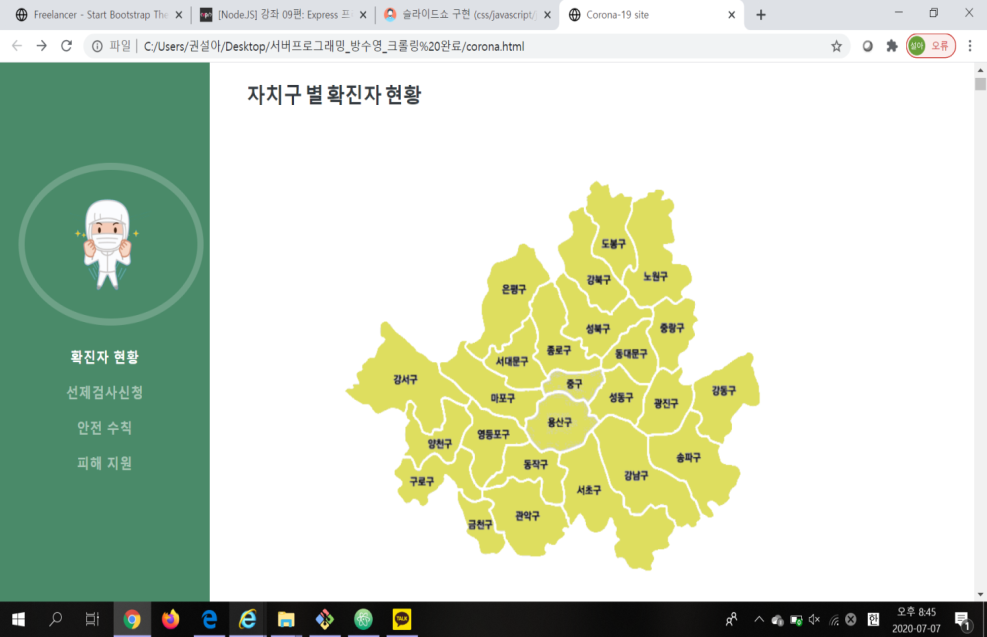 Freelancer - Start Bootstrap The
[NodeJS] 강좌 09편: Express 프
슬라이드쇼 구현 (css/javascript/j
Corona-19 site
파일 | C:/Users/권설아/Desktop/서버프로그래밍_방수영_크롤링%20완료/corona.html
설아 오류
자치구 별 확진자 현황
확진자 현황
선제검사신청
안전 수칙
피해 지원
도봉구
노원구
강북구
은평구
성북구
중랑구
종로구
동대문구
서대문구
강서구
중구
강동구
마포구
성동구
광진구
용산구
영등포구
양천구
동작구
송파구
구로구
강남구
서초구
관악구
금천구
TALK
한
오후 8:45
2020-07-07
1